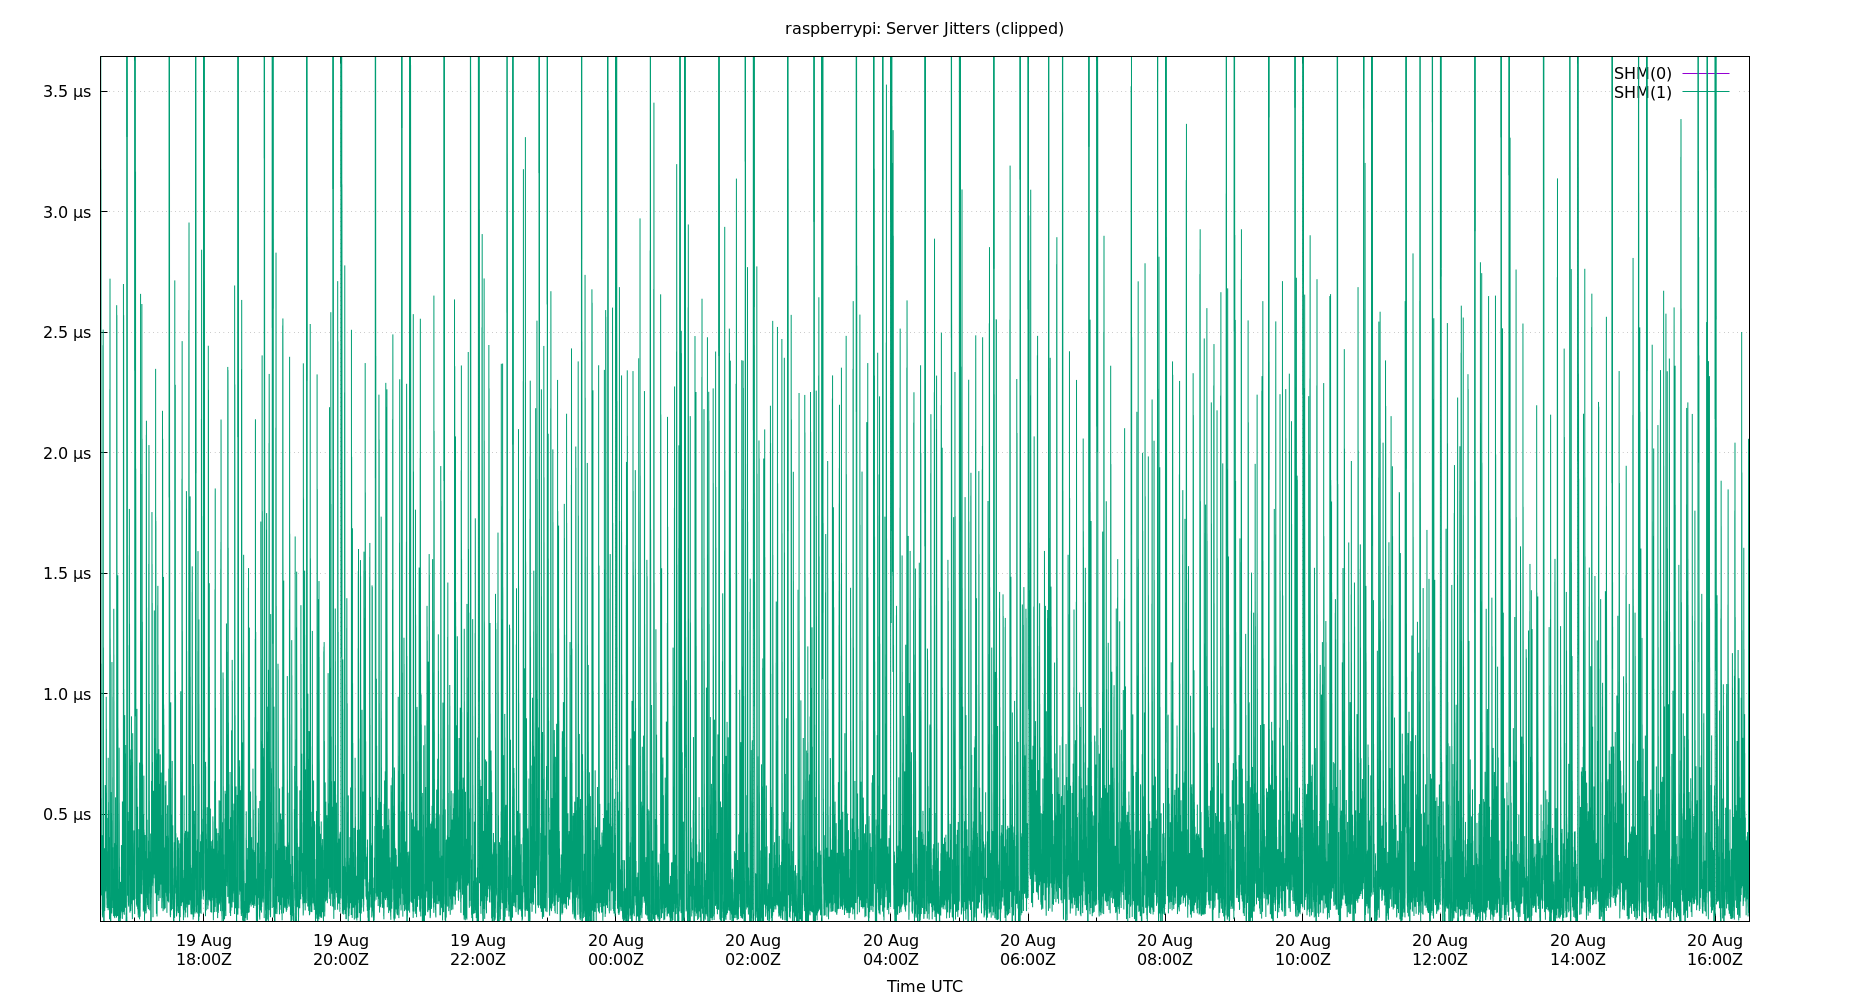 raspberrypi: Server Jitters (clipped)
SHM(0)
SHM(1)
3.5 µs
3.0 µs
2.5 µs
2.0 µs
1.5 µs
1.0 µs
0.5 µs
19 Aug 19 Aug 19 Aug 20 Aug 20 Aug 20 Aug 20 Aug 20 Aug 20 Aug 20 Aug 20 Aug 20 Aug
18:00Z 20:00Z 22:00Z 00:00Z 02:00Z 04:00Z 06:00Z 08:00Z 10:00Z 12:00Z 14:00Z 16:00Z
Time UTC